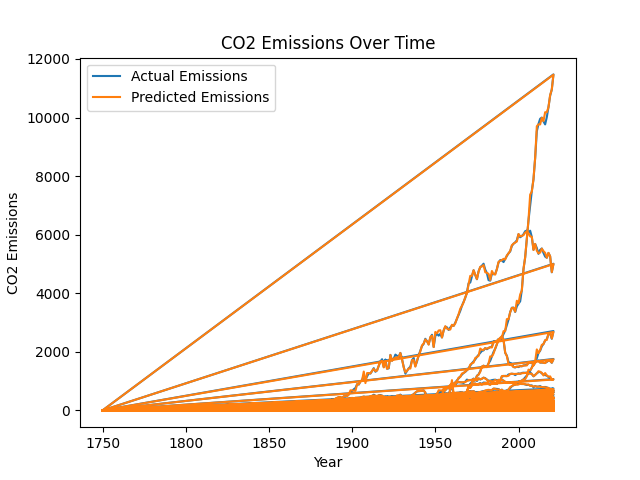 CO2 Emissions Over Time
Actual Emissions
Predicted Emissions
12000
10000
8000
6000
4000
2000
0
CO2 Emissions
1750
1800
1850
1900
1950
2000
Year